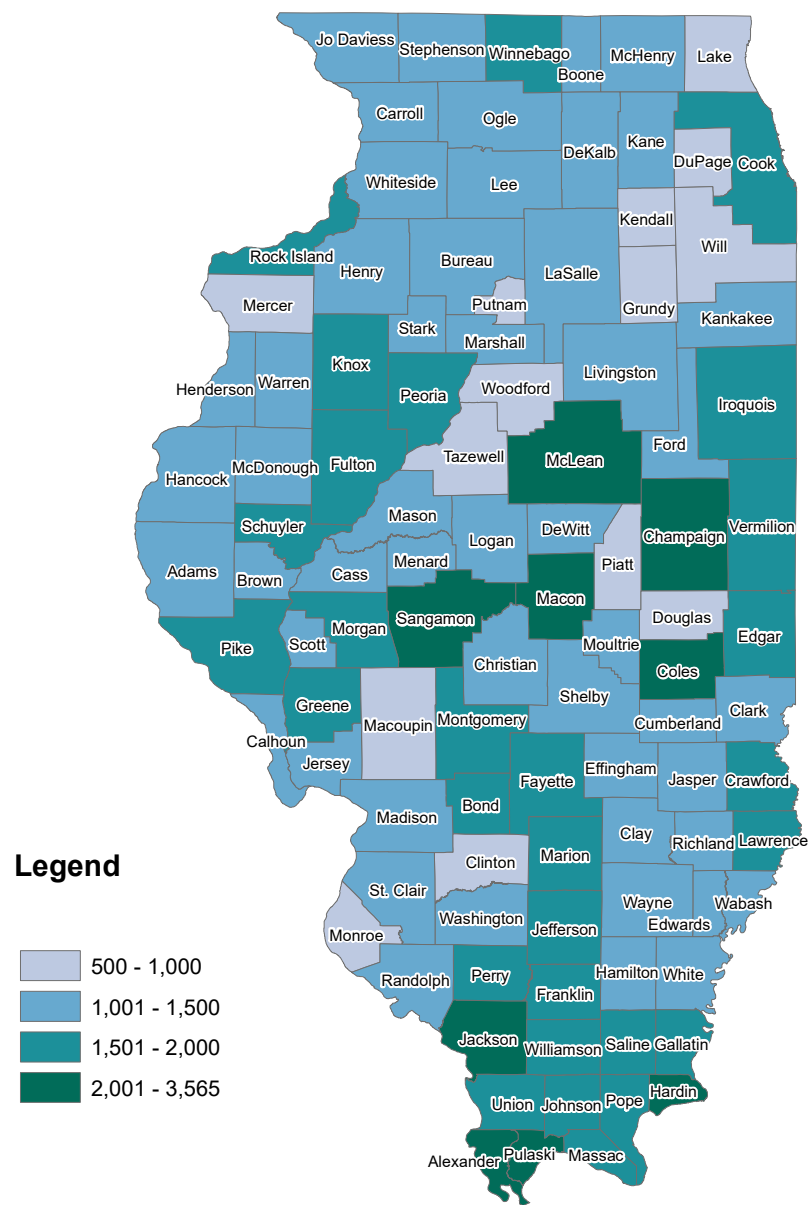 Jo Daviess
Stephenson
Winnebago
Boone
McHenry
Lake
Carroll
Ogle
DeKalb
Kane
DuPage
Cook
Whiteside
Lee
Kendall
Will
Rock Island
Henry
Bureau
LaSalle
Mercer
Putnam
Grundy
Kankakee
Stark
Marshall
Knox
Peoria
Woodford
Livingston
Iroquois
Henderson
Warren
Tazewell
McLean
Ford
Hancock
McDonough
Fulton
Schuyler
Mason
Logan
DeWitt
Champaign
Vermilion
Adams
Brown
Cass
Menard
Piatt
Macon
Sangamon
Douglas
Pike
Scott
Morgan
Christian
Moultrie
Edgar
Coles
Shelby
Greene
Macoupin
Montgomery
Cumberland
Clark
Calhoun
Jersey
Fayette
Effingham
Jasper
Crawford
Madison
Bond
Clay
Richland
Lawrence
Marion
Clinton
St. Clair
Wayne
Edwards
Wabash
Washington
Jefferson
Monroe
Randolph
Perry
Hamilton
White
Franklin
Jackson
Williamson
Saline
Gallatin
Union
Johnson
Pope
Hardin
Alexander
Pulaski
Massac
Legend
500 - 1,000
1,001 - 1,500
1,501 - 2,000
2,001 - 3,565